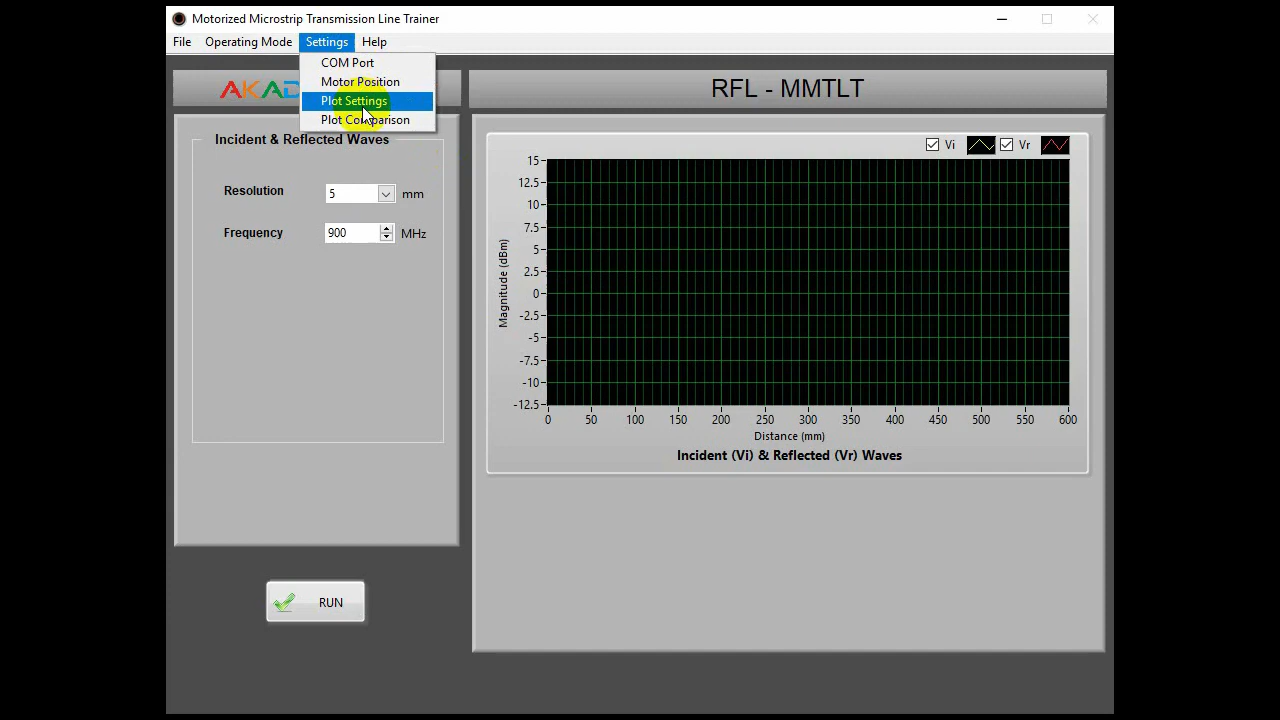 Motorized Microstrip Transmission Line Trainer
File Operating Mode Settings Help
COM Port
Motor Position
Plot Settings
Plot Comparison
AKAD
RFL - MMTLT
Incident & Reflected Waves
Resolution 5 mm
Frequency 900 MHz
RUN
Vi Vr
Magnitude (dBm)
15
12.5
10
7.5
5
2.5
0
-2.5
-5
-7.5
-10
-12.5
0 50 100 150 200 250 300 350 400 450 500 550 600
Distance (mm)
Incident (Vi) & Reflected (Vr) Waves